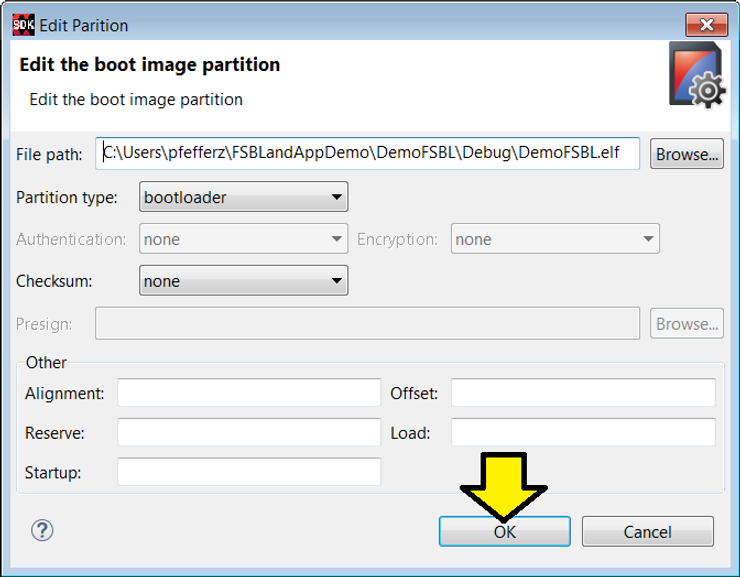 SDK Edit Parition
Edit the boot image partition
Edit the boot image partition
File path: C:\Users\pfefferz\FSBLandAppDemo\DemoFSBL\Debug\DemoFSBL.elf Browse...
Partition type: bootloader
Authentication: none Encryption: none
Checksum: none
Presign: Browse...
Other
Alignment: Offset:
Reserve: Load:
Startup:
? OK Cancel